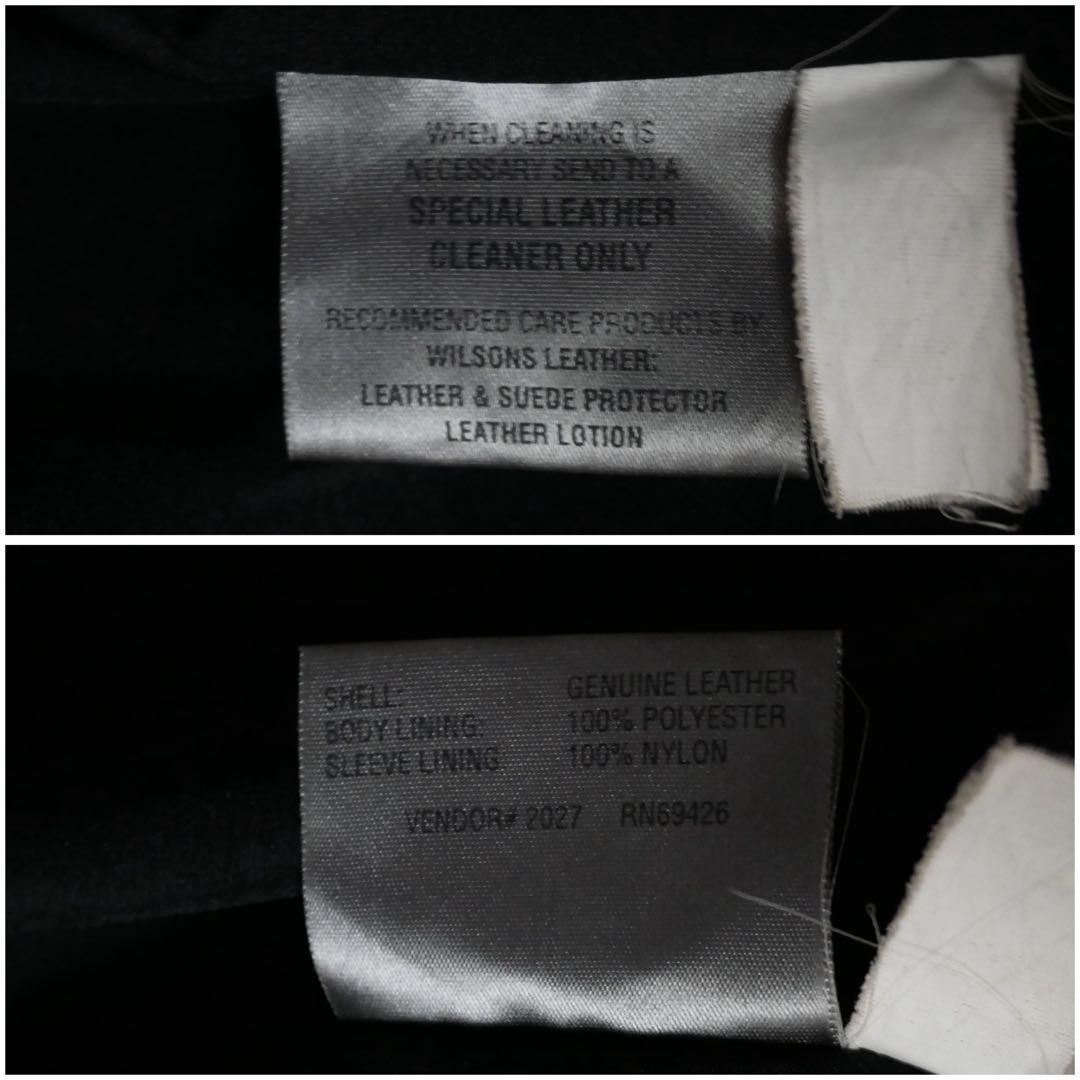 WHEN CLEANING IS
NECESSARY SEND TO A
SPECIAL LEATHER
CLEANER ONLY
RECOMMENDED CARE PRODUCTS BY
WILSONS LEATHER:
LEATHER & SUEDE PROTECTOR
LEATHER LOTION
SHELL: GENUINE LEATHER
BODY LINING: 100% POLYESTER
SLEEVE LINING: 100% NYLON
VENDOR# 2027 RN69426